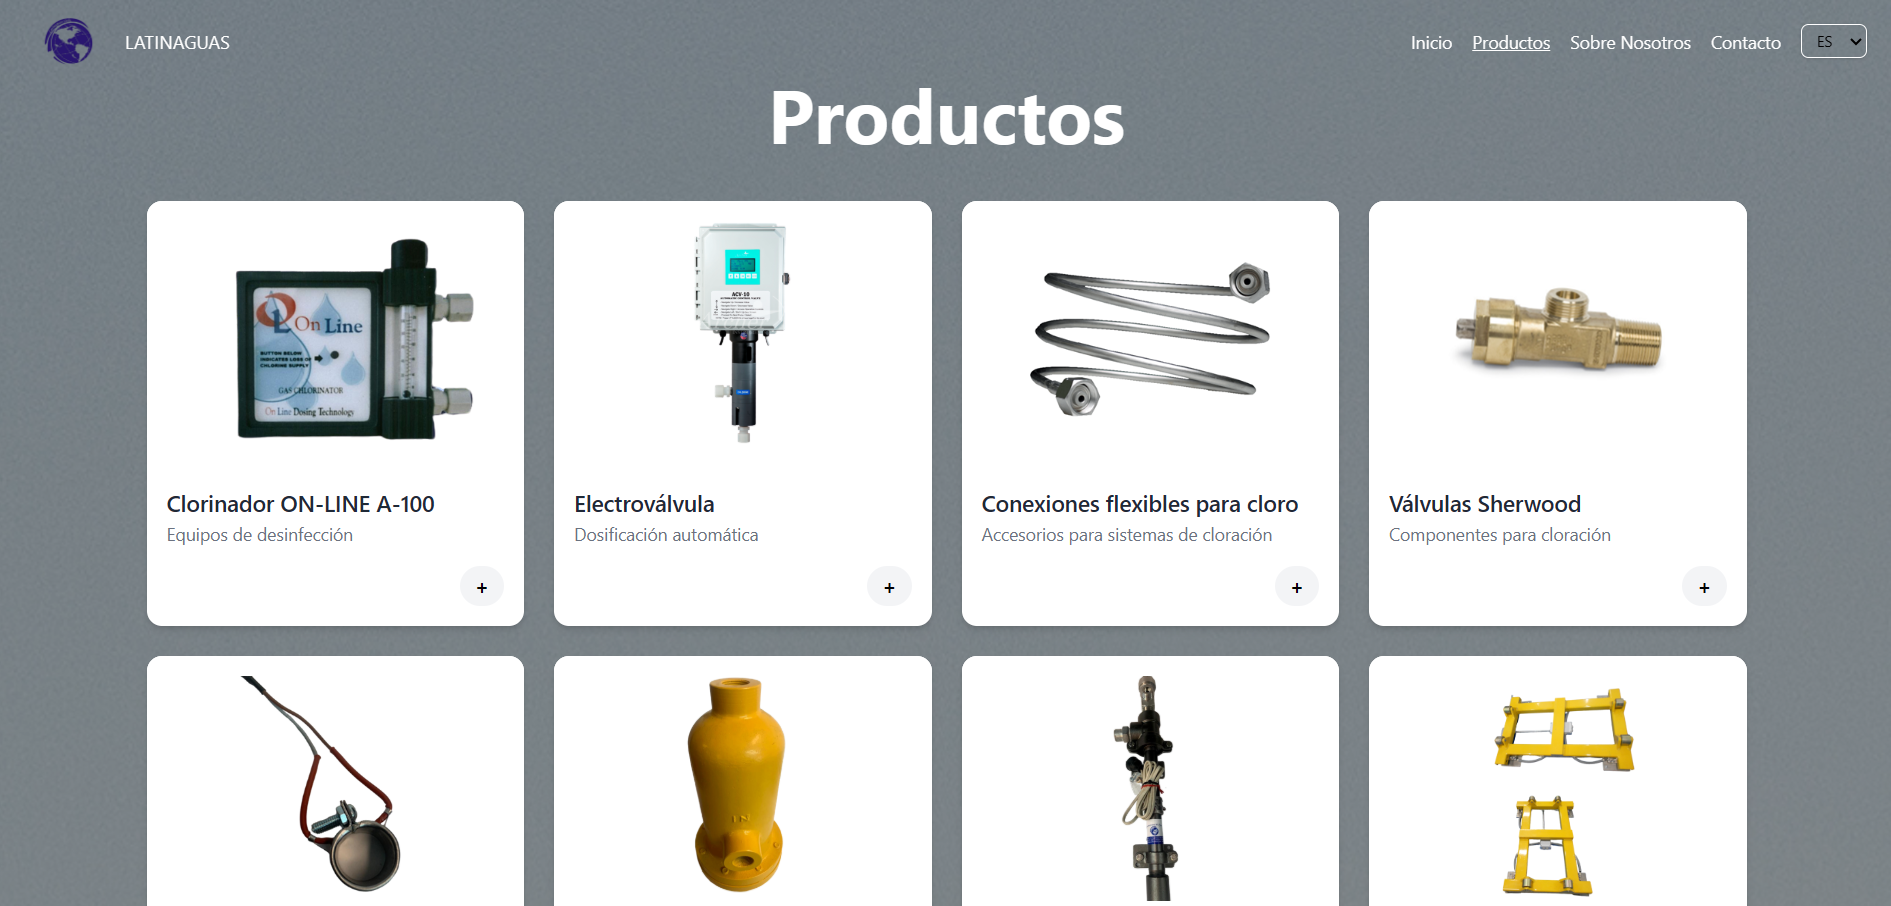 LATINAGUAS
Inicio Productos Sobre Nosotros Contacto ES
Productos
On Line
BUTTON BELOW
INDICATES LOSS OF
CHLORINE SUPPLY
GAS CHLORINATOR
On Line Dosing Technology
ACV-10
Clorinador ON-LINE A-100
Equipos de desinfección
+
Electroválvula
Dosificación automática
+
Conexiones flexibles para cloro
Accesorios para sistemas de cloración
+
Válvulas Sherwood
Componentes para cloración
+
IN